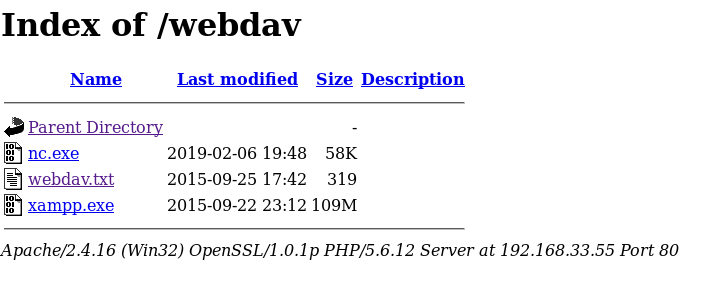 Index of /webdav
Name Last modified Size Description
Parent Directory -
nc.exe 2019-02-06 19:48 58K
webdav.txt 2015-09-25 17:42 319
xampp.exe 2015-09-22 23:12 109M
Apache/2.4.16 (Win32) OpenSSL/1.0.1p PHP/5.6.12 Server at 192.168.33.55 Port 80